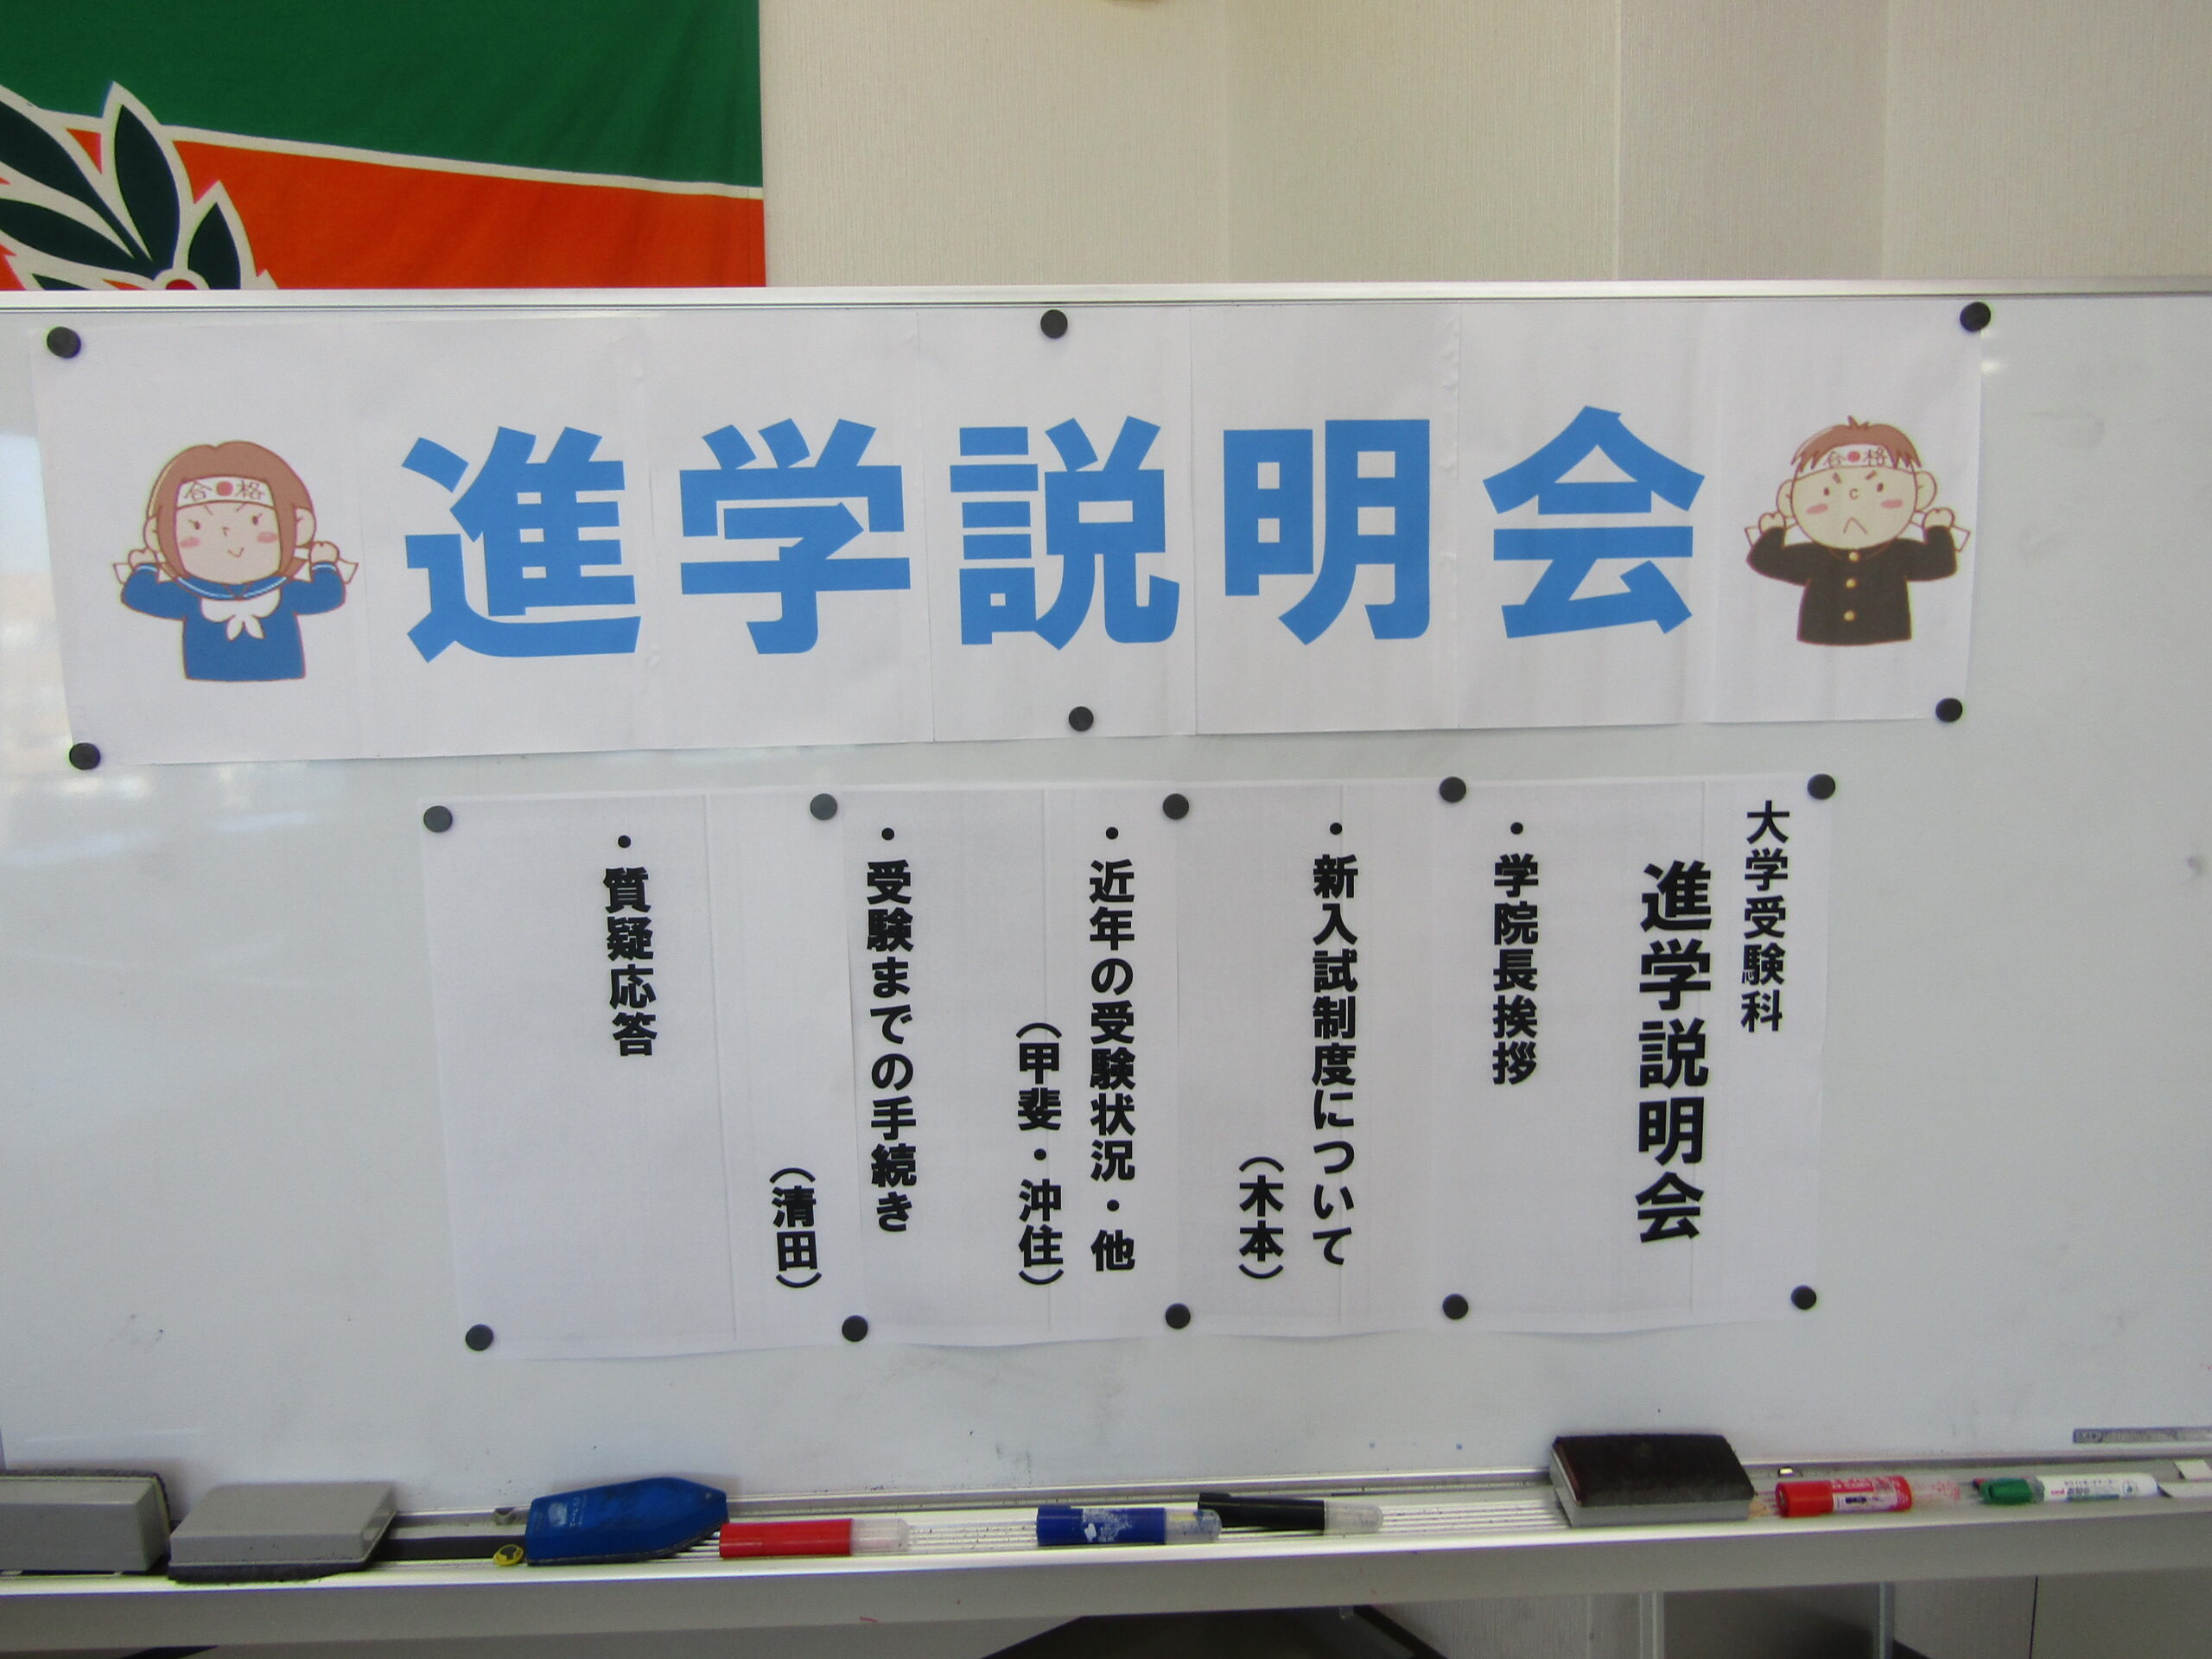 進学説明会
合格
合格
大学受験科
進学説明会
・学院長挨拶
・新入試制度について
（木本）
・近年の受験状況・他
（甲斐・沖住）
・受験までの手続き
（清田）
・質疑応答